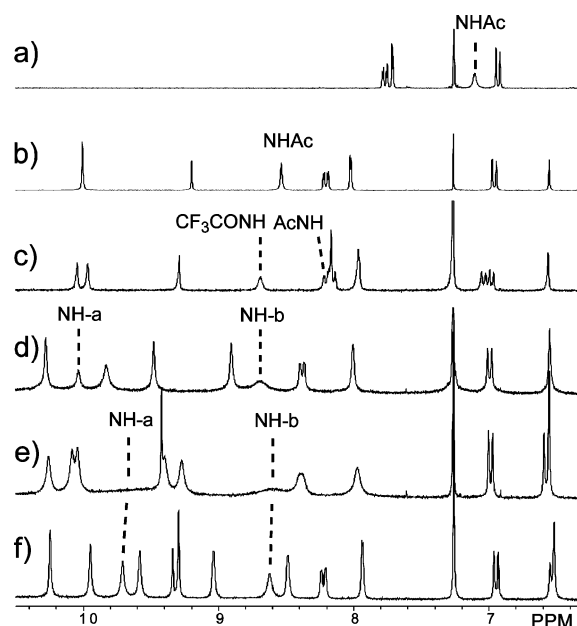 NHAc
a)
NHAc
b)
CF₃CONH AcNH
c)
NH-a NH-b
d)
NH-a NH-b
e)
f)
10 9 8 7 PPM